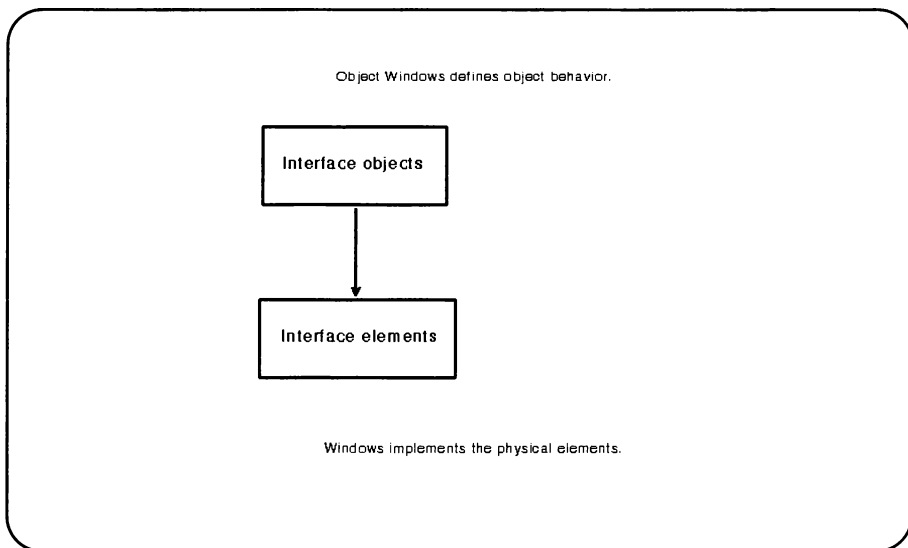 Object Windows defines object behavior.
Interface objects
Interface elements
Windows implements the physical elements.